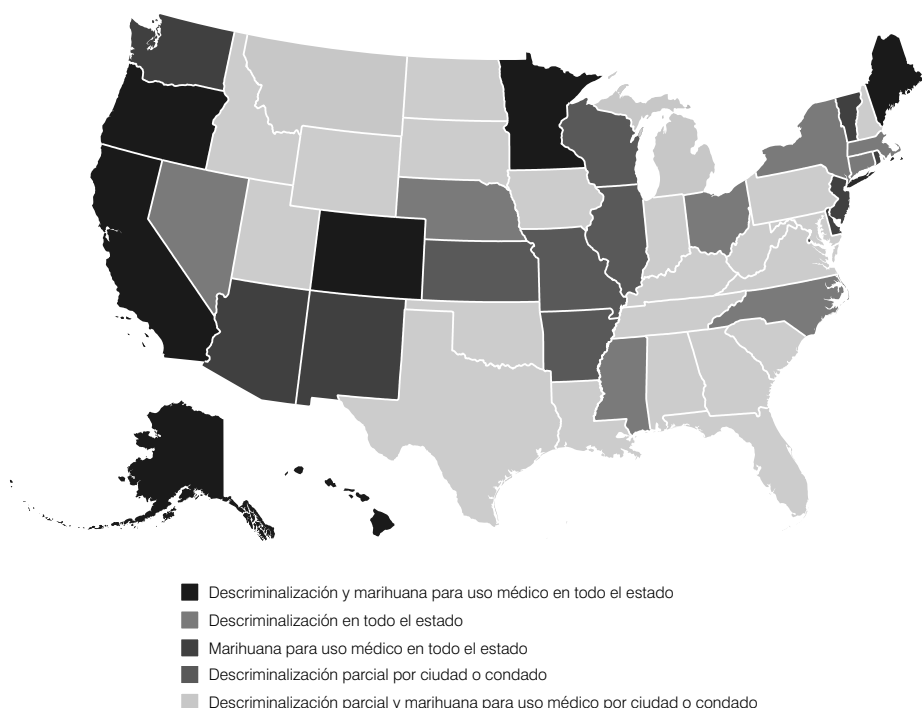 Descriminalización y marihuana para uso médico en todo el estado
Descriminalización en todo el estado
Marihuana para uso médico en todo el estado
Descriminalización parcial por ciudad o condado
Descriminalización parcial y marihuana para uso médico por ciudad o condado